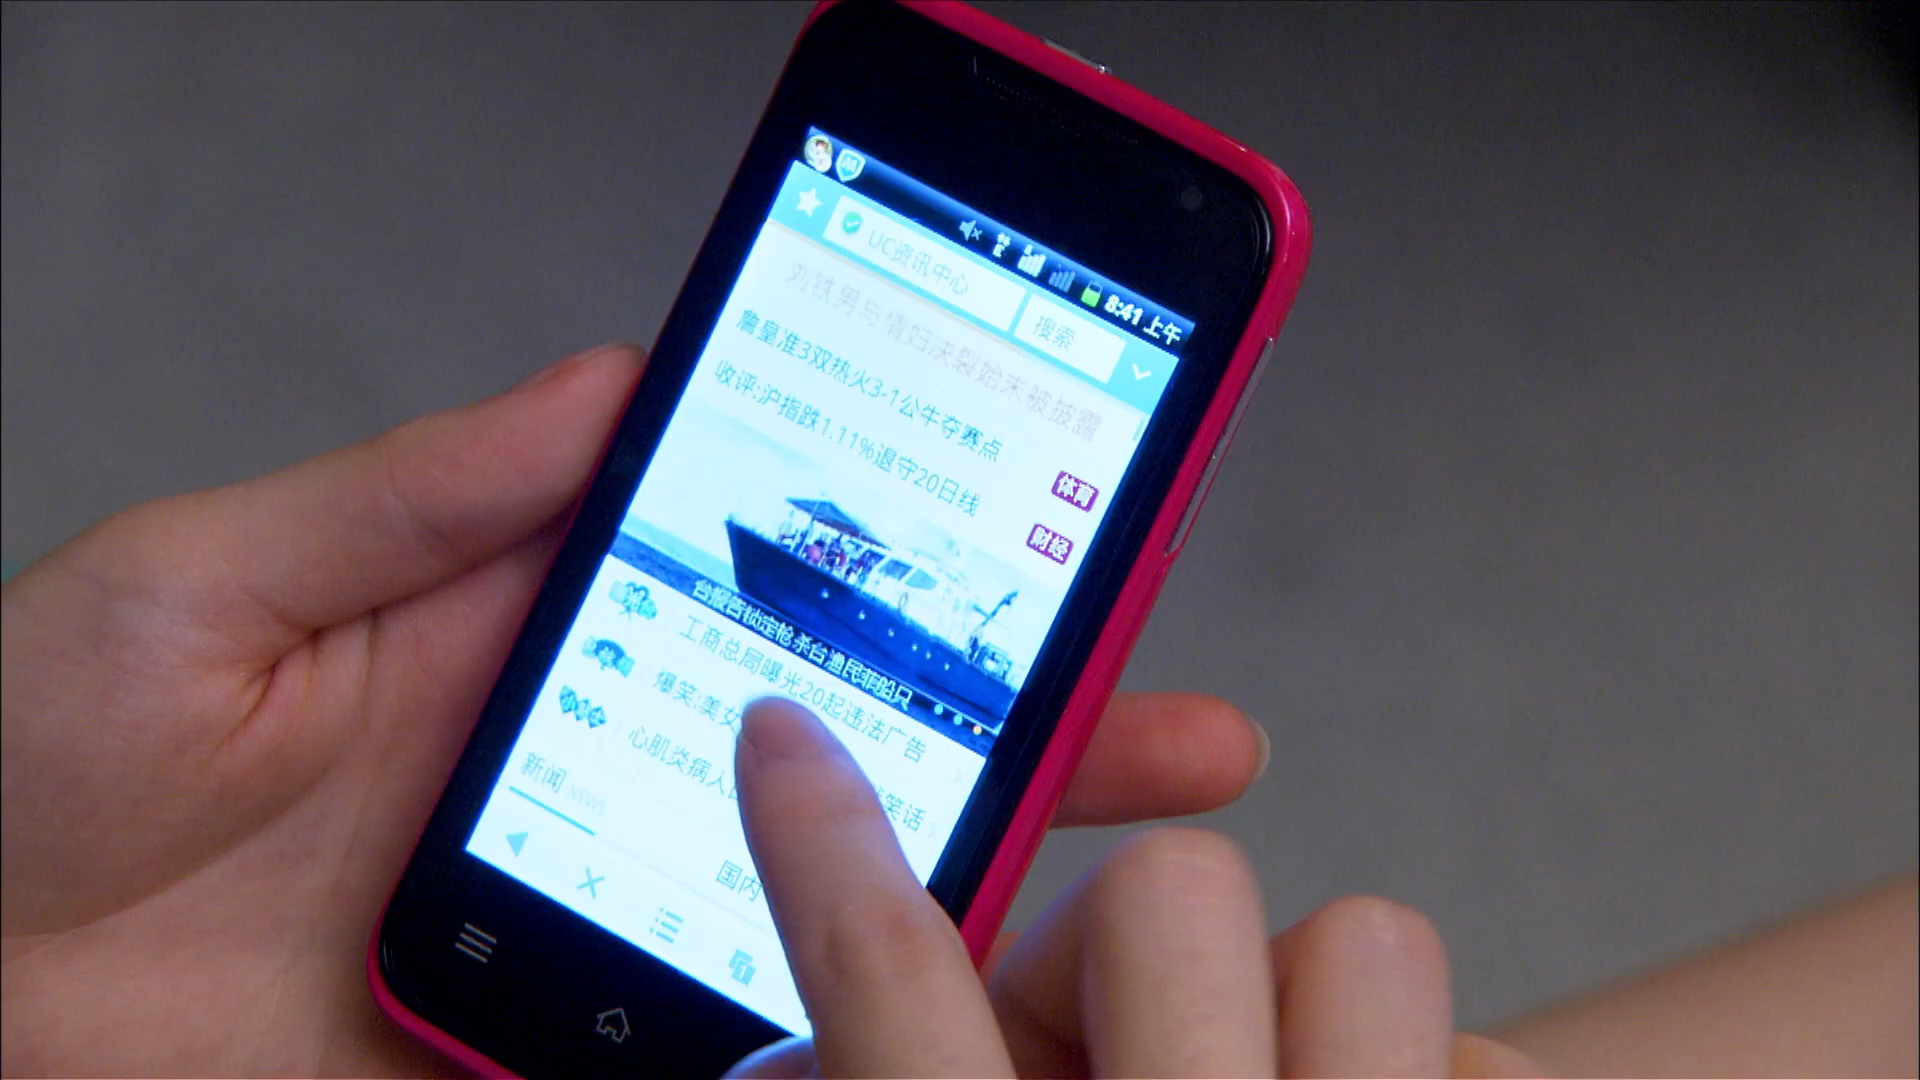 8:41 上午
UC资讯中心
搜索
刘铁男与情妇决裂始末被披露
詹皇准3双热火3-1公牛夺赛点
体育
收评:沪指跌1.11%退守20日线
财经
台报告锁定枪杀台渔民菲船只
工商总局曝光20起违法广告
爆笑:美女
笑话
心肌炎病人
新闻 NEWS
国内